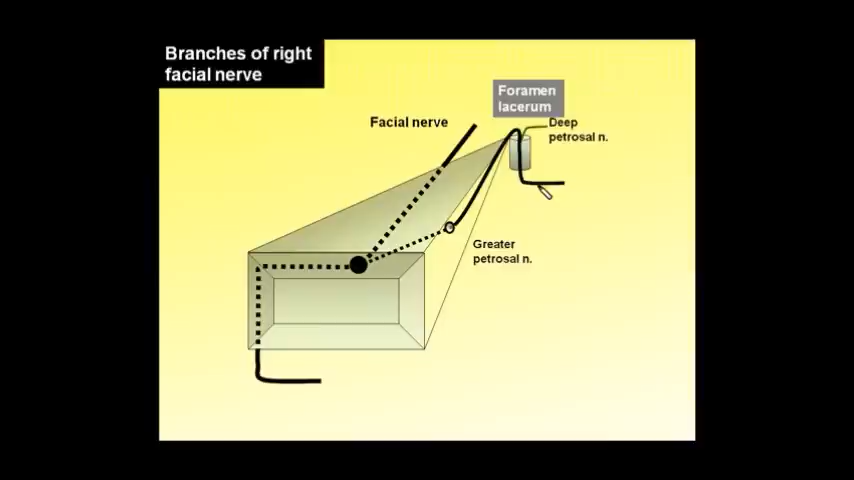 Branches of right
facial nerve
Foramen
lacerum
Facial nerve
Deep
petrosal n.
Greater
petrosal n.